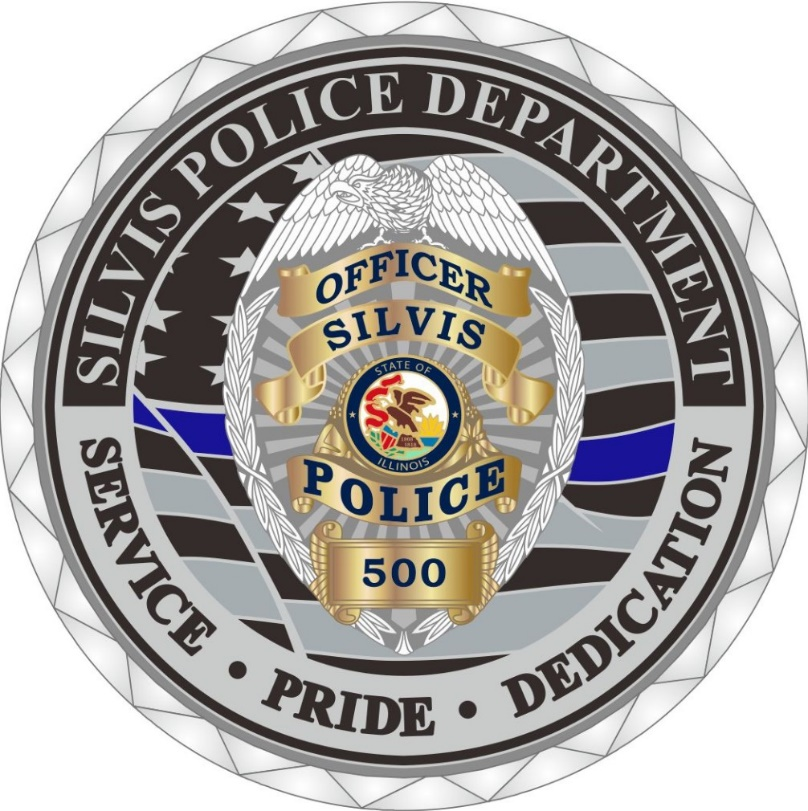 SILVIS POLICE DEPARTMENT
OFFICER
SILVIS
STATE OF
ILLINOIS
POLICE
500
SERVICE • PRIDE • DEDICATION